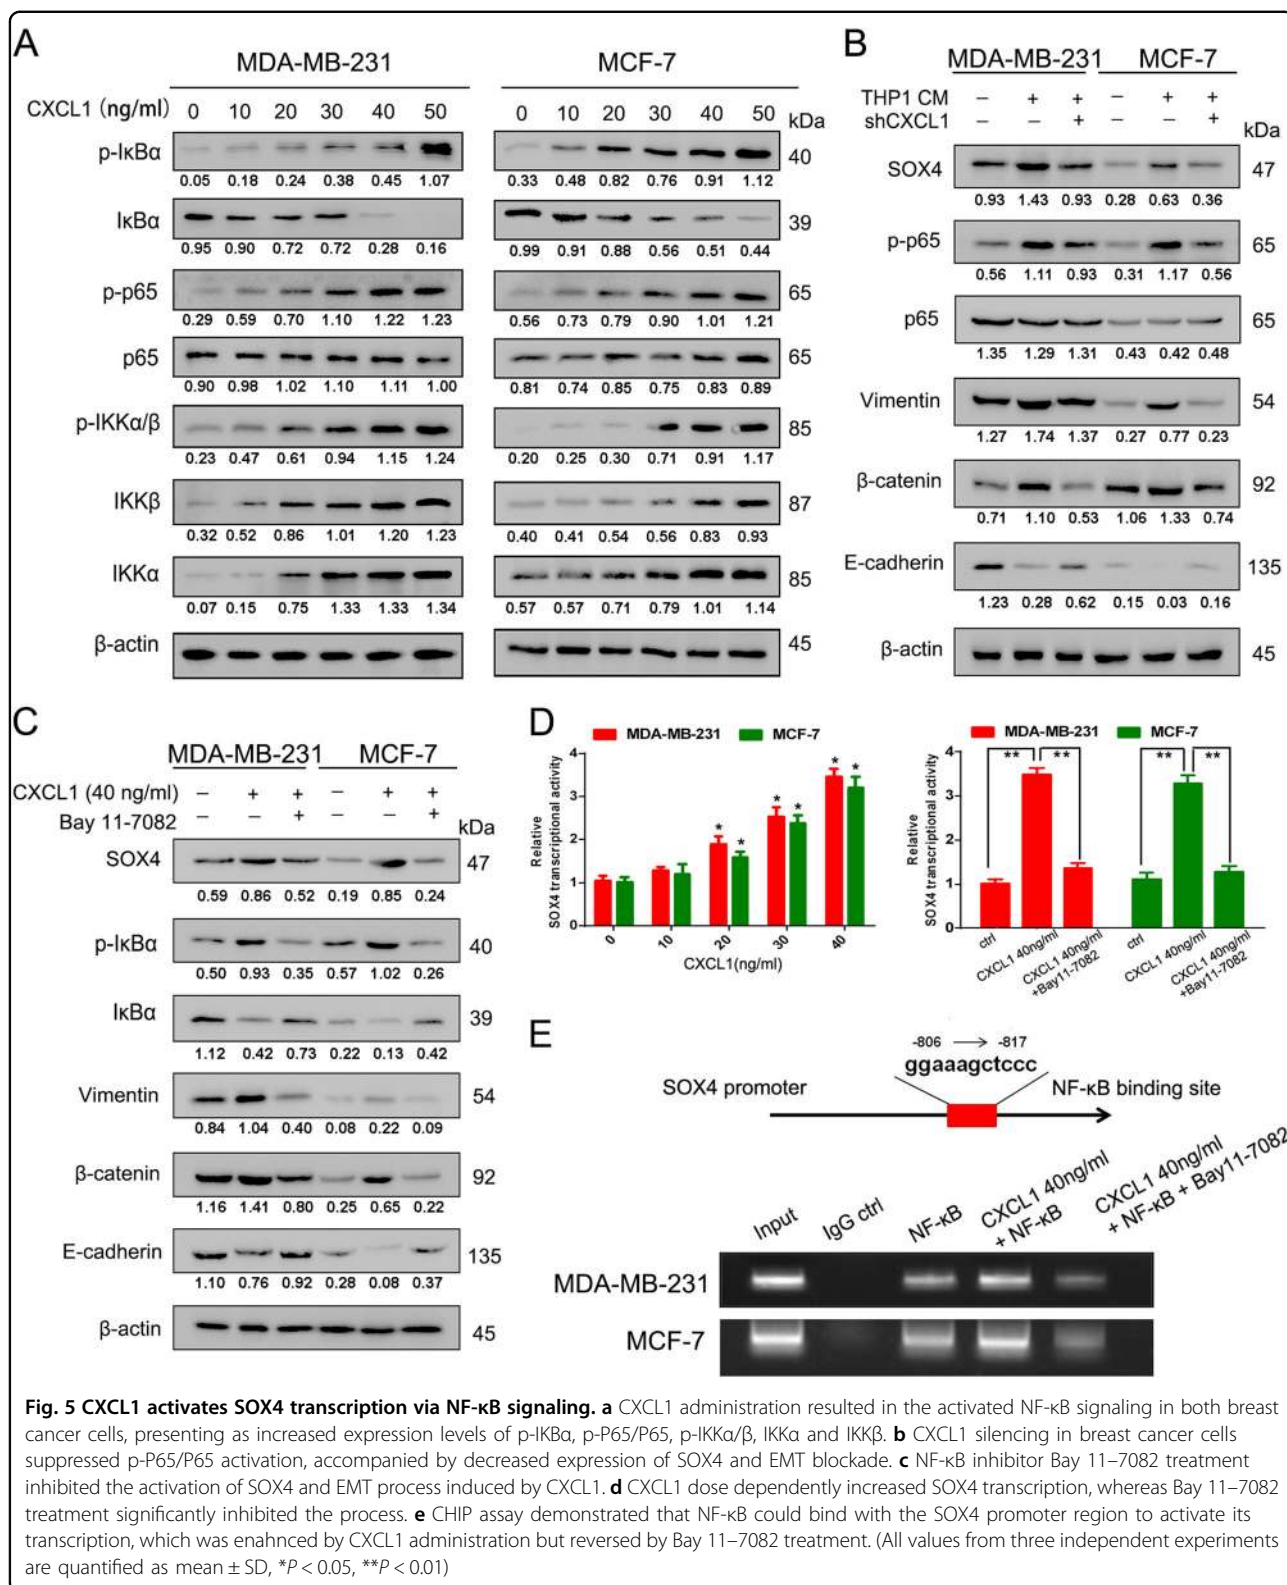 A
MDA-MB-231 MCF-7
CXCL1 (ng/ml) 0 10 20 30 40 50 0 10 20 30 40 50 kDa
p-IκBα 40
0.05 0.18 0.24 0.38 0.45 1.07 0.33 0.48 0.82 0.76 0.91 1.12
IκBα 39
0.95 0.90 0.72 0.72 0.28 0.16 0.99 0.91 0.88 0.56 0.51 0.44
p-p65 65
0.29 0.59 0.70 1.10 1.22 1.23 0.56 0.73 0.79 0.90 1.01 1.21
p65 65
0.90 0.98 1.02 1.10 1.11 1.00 0.81 0.74 0.85 0.75 0.83 0.89
p-IKKα/β 85
0.23 0.47 0.61 0.94 1.15 1.24 0.20 0.25 0.30 0.71 0.91 1.17
IKKβ 87
0.32 0.52 0.86 1.01 1.20 1.23 0.40 0.41 0.54 0.56 0.83 0.93
IKKα 85
0.07 0.15 0.75 1.33 1.33 1.34 0.57 0.57 0.71 0.79 1.01 1.14
β-actin 45
B
MDA-MB-231 MCF-7
THP1 CM − + + − + +
shCXCL1 − − + − − + kDa
SOX4 47
0.93 1.43 0.93 0.28 0.63 0.36
p-p65 65
0.56 1.11 0.93 0.31 1.17 0.56
p65 65
1.35 1.29 1.31 0.43 0.42 0.48
Vimentin 54
1.27 1.74 1.37 0.27 0.77 0.23
β-catenin 92
0.71 1.10 0.53 1.06 1.33 0.74
E-cadherin 135
1.23 0.28 0.62 0.15 0.03 0.16
β-actin 45
C
MDA-MB-231 MCF-7
CXCL1 (40 ng/ml) − + + − + +
Bay 11-7082 − − + − − + kDa
SOX4 47
0.59 0.86 0.52 0.19 0.85 0.24
p-IκBα 40
0.50 0.93 0.35 0.57 1.02 0.26
IκBα 39
1.12 0.42 0.73 0.22 0.13 0.42
Vimentin 54
0.84 1.04 0.40 0.08 0.22 0.09
β-catenin 92
1.16 1.41 0.80 0.25 0.65 0.22
E-cadherin 135
1.10 0.76 0.92 0.28 0.08 0.37
β-actin 45
D
MDA-MB-231 MCF-7
Relative
SOX4 transcriptional activity
4
3
2
1
0
* * * * * *
0 10 20 30 40
CXCL1(ng/ml)
MDA-MB-231 MCF-7
Relative
SOX4 transcriptional activity
4
3
2
1
0
** ** ** **
ctrl
CXCL1 40ng/ml
CXCL1 40ng/ml
+Bay11-7082
ctrl
CXCL1 40ng/ml
CXCL1 40ng/ml
+Bay11-7082
E
-806 → -817
ggaaagctccc
SOX4 promoter NF-κB binding site
Input
IgG ctrl
NF-κB
CXCL1 40ng/ml
+ NF-κB
CXCL1 40ng/ml
+ NF-κB + Bay11-7082
MDA-MB-231
MCF-7
Fig. 5 CXCL1 activates SOX4 transcription via NF-κB signaling. a CXCL1 administration resulted in the activated NF-κB signaling in both breast
cancer cells, presenting as increased expression levels of p-IKBα, p-P65/P65, p-IKKα/β, IKKα and IKKβ. b CXCL1 silencing in breast cancer cells
suppressed p-P65/P65 activation, accompanied by decreased expression of SOX4 and EMT blockade. c NF-κB inhibitor Bay 11–7082 treatment
inhibited the activation of SOX4 and EMT process induced by CXCL1. d CXCL1 dose dependently increased SOX4 transcription, whereas Bay 11–7082
treatment significantly inhibited the process. e CHIP assay demonstrated that NF-κB could bind with the SOX4 promoter region to activate its
transcription, which was enahnced by CXCL1 administration but reversed by Bay 11–7082 treatment. (All values from three independent experiments
are quantified as mean ± SD, *P < 0.05, **P < 0.01)